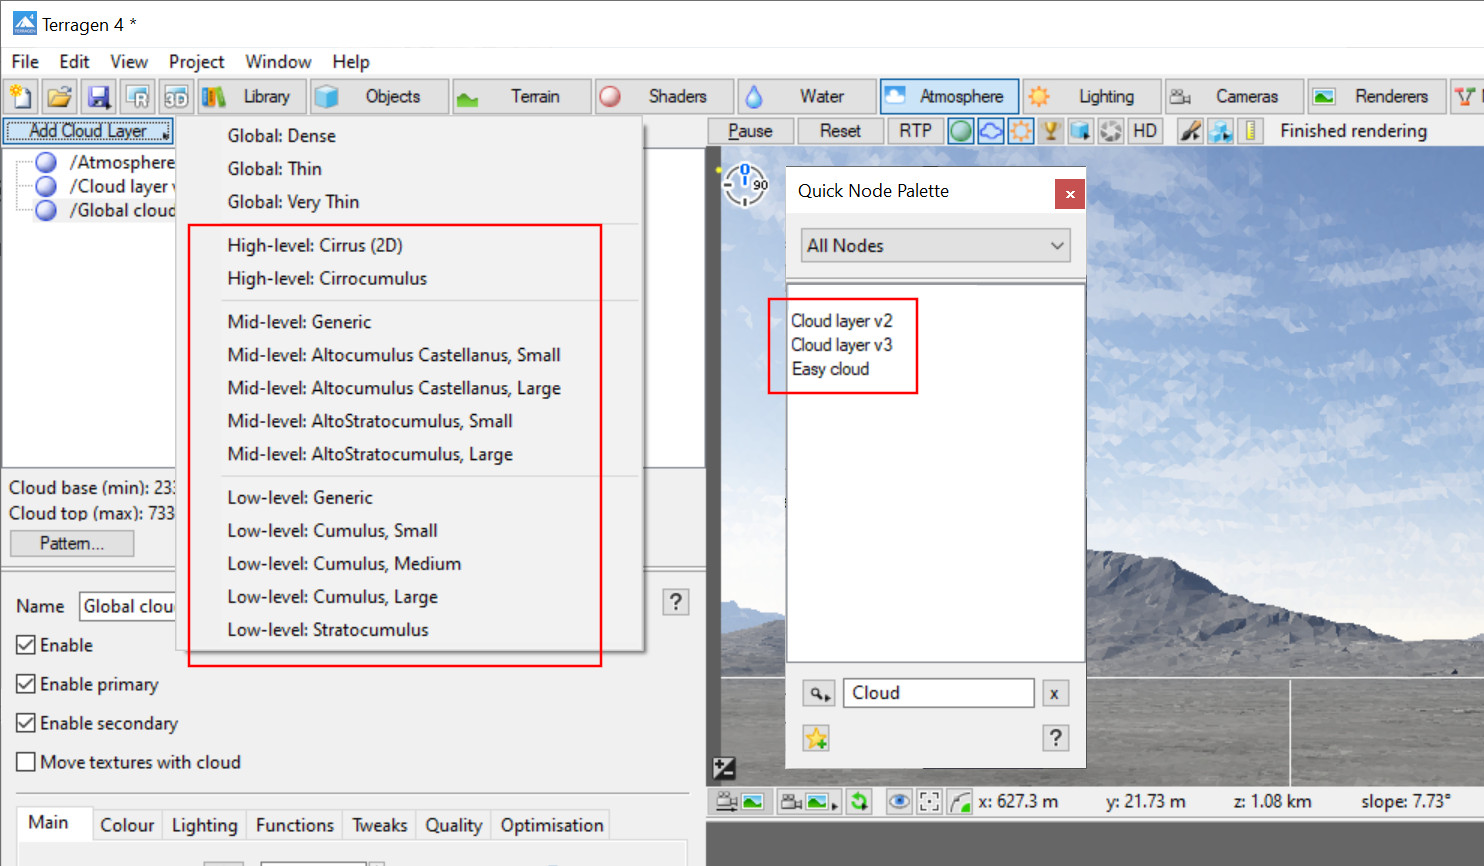 Terragen 4 *
File Edit View Project Window Help
Library Objects Terrain Shaders Water Atmosphere Lighting Cameras Renderers
Add Cloud Layer
/Atmosphere
/Cloud layer
/Global cloud
Global: Dense
Global: Thin
Global: Very Thin
High-level: Cirrus (2D)
High-level: Cirrocumulus
Mid-level: Generic
Mid-level: Altocumulus Castellanus, Small
Mid-level: Altocumulus Castellanus, Large
Mid-level: AltoStratocumulus, Small
Mid-level: AltoStratocumulus, Large
Low-level: Generic
Low-level: Cumulus, Small
Low-level: Cumulus, Medium
Low-level: Cumulus, Large
Low-level: Stratocumulus
Cloud base (min): 233
Cloud top (max): 733
Pattern...
Name Global clou
?
Enable
Enable primary
Enable secondary
Move textures with cloud
Main Colour Lighting Functions Tweaks Quality Optimisation
Pause Reset RTP HD Finished rendering
0
90
Quick Node Palette x
All Nodes
Cloud layer v2
Cloud layer v3
Easy cloud
Cloud x
?
x: 627.3 m y: 21.73 m z: 1.08 km slope: 7.73°